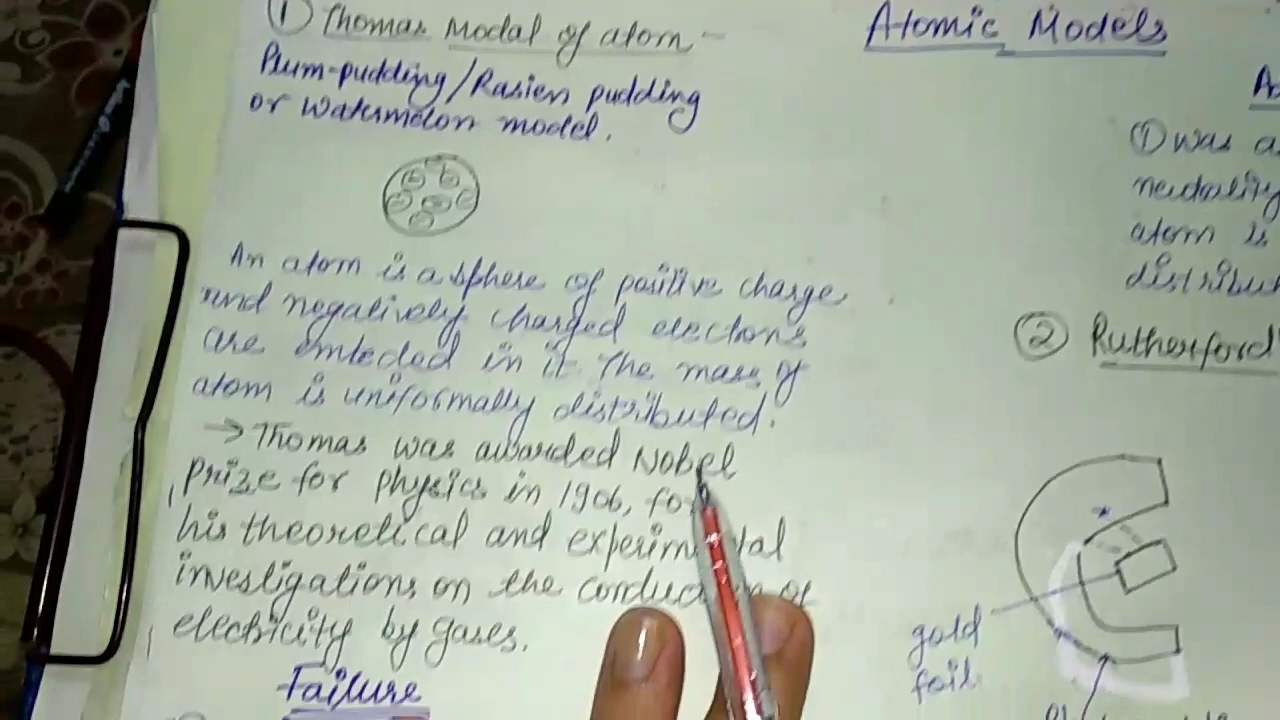 ① Thomas Modal of atom -
Plum-pudding/Rasien pudding
or Watermelon model.
An atom is a sphere of positive charge
and negatively charged electrons
are emteded in it. The mass of
atom is uniformally distributed.
→ Thomas was awarded Nobel
Prize for physics in 1906, for
his theoretical and experimental
investigations on the conduction of
electricity by gases.
Failure
Atomic Models
① was a
neutrality
atom is
distribut
② Rutherford
gold
foil